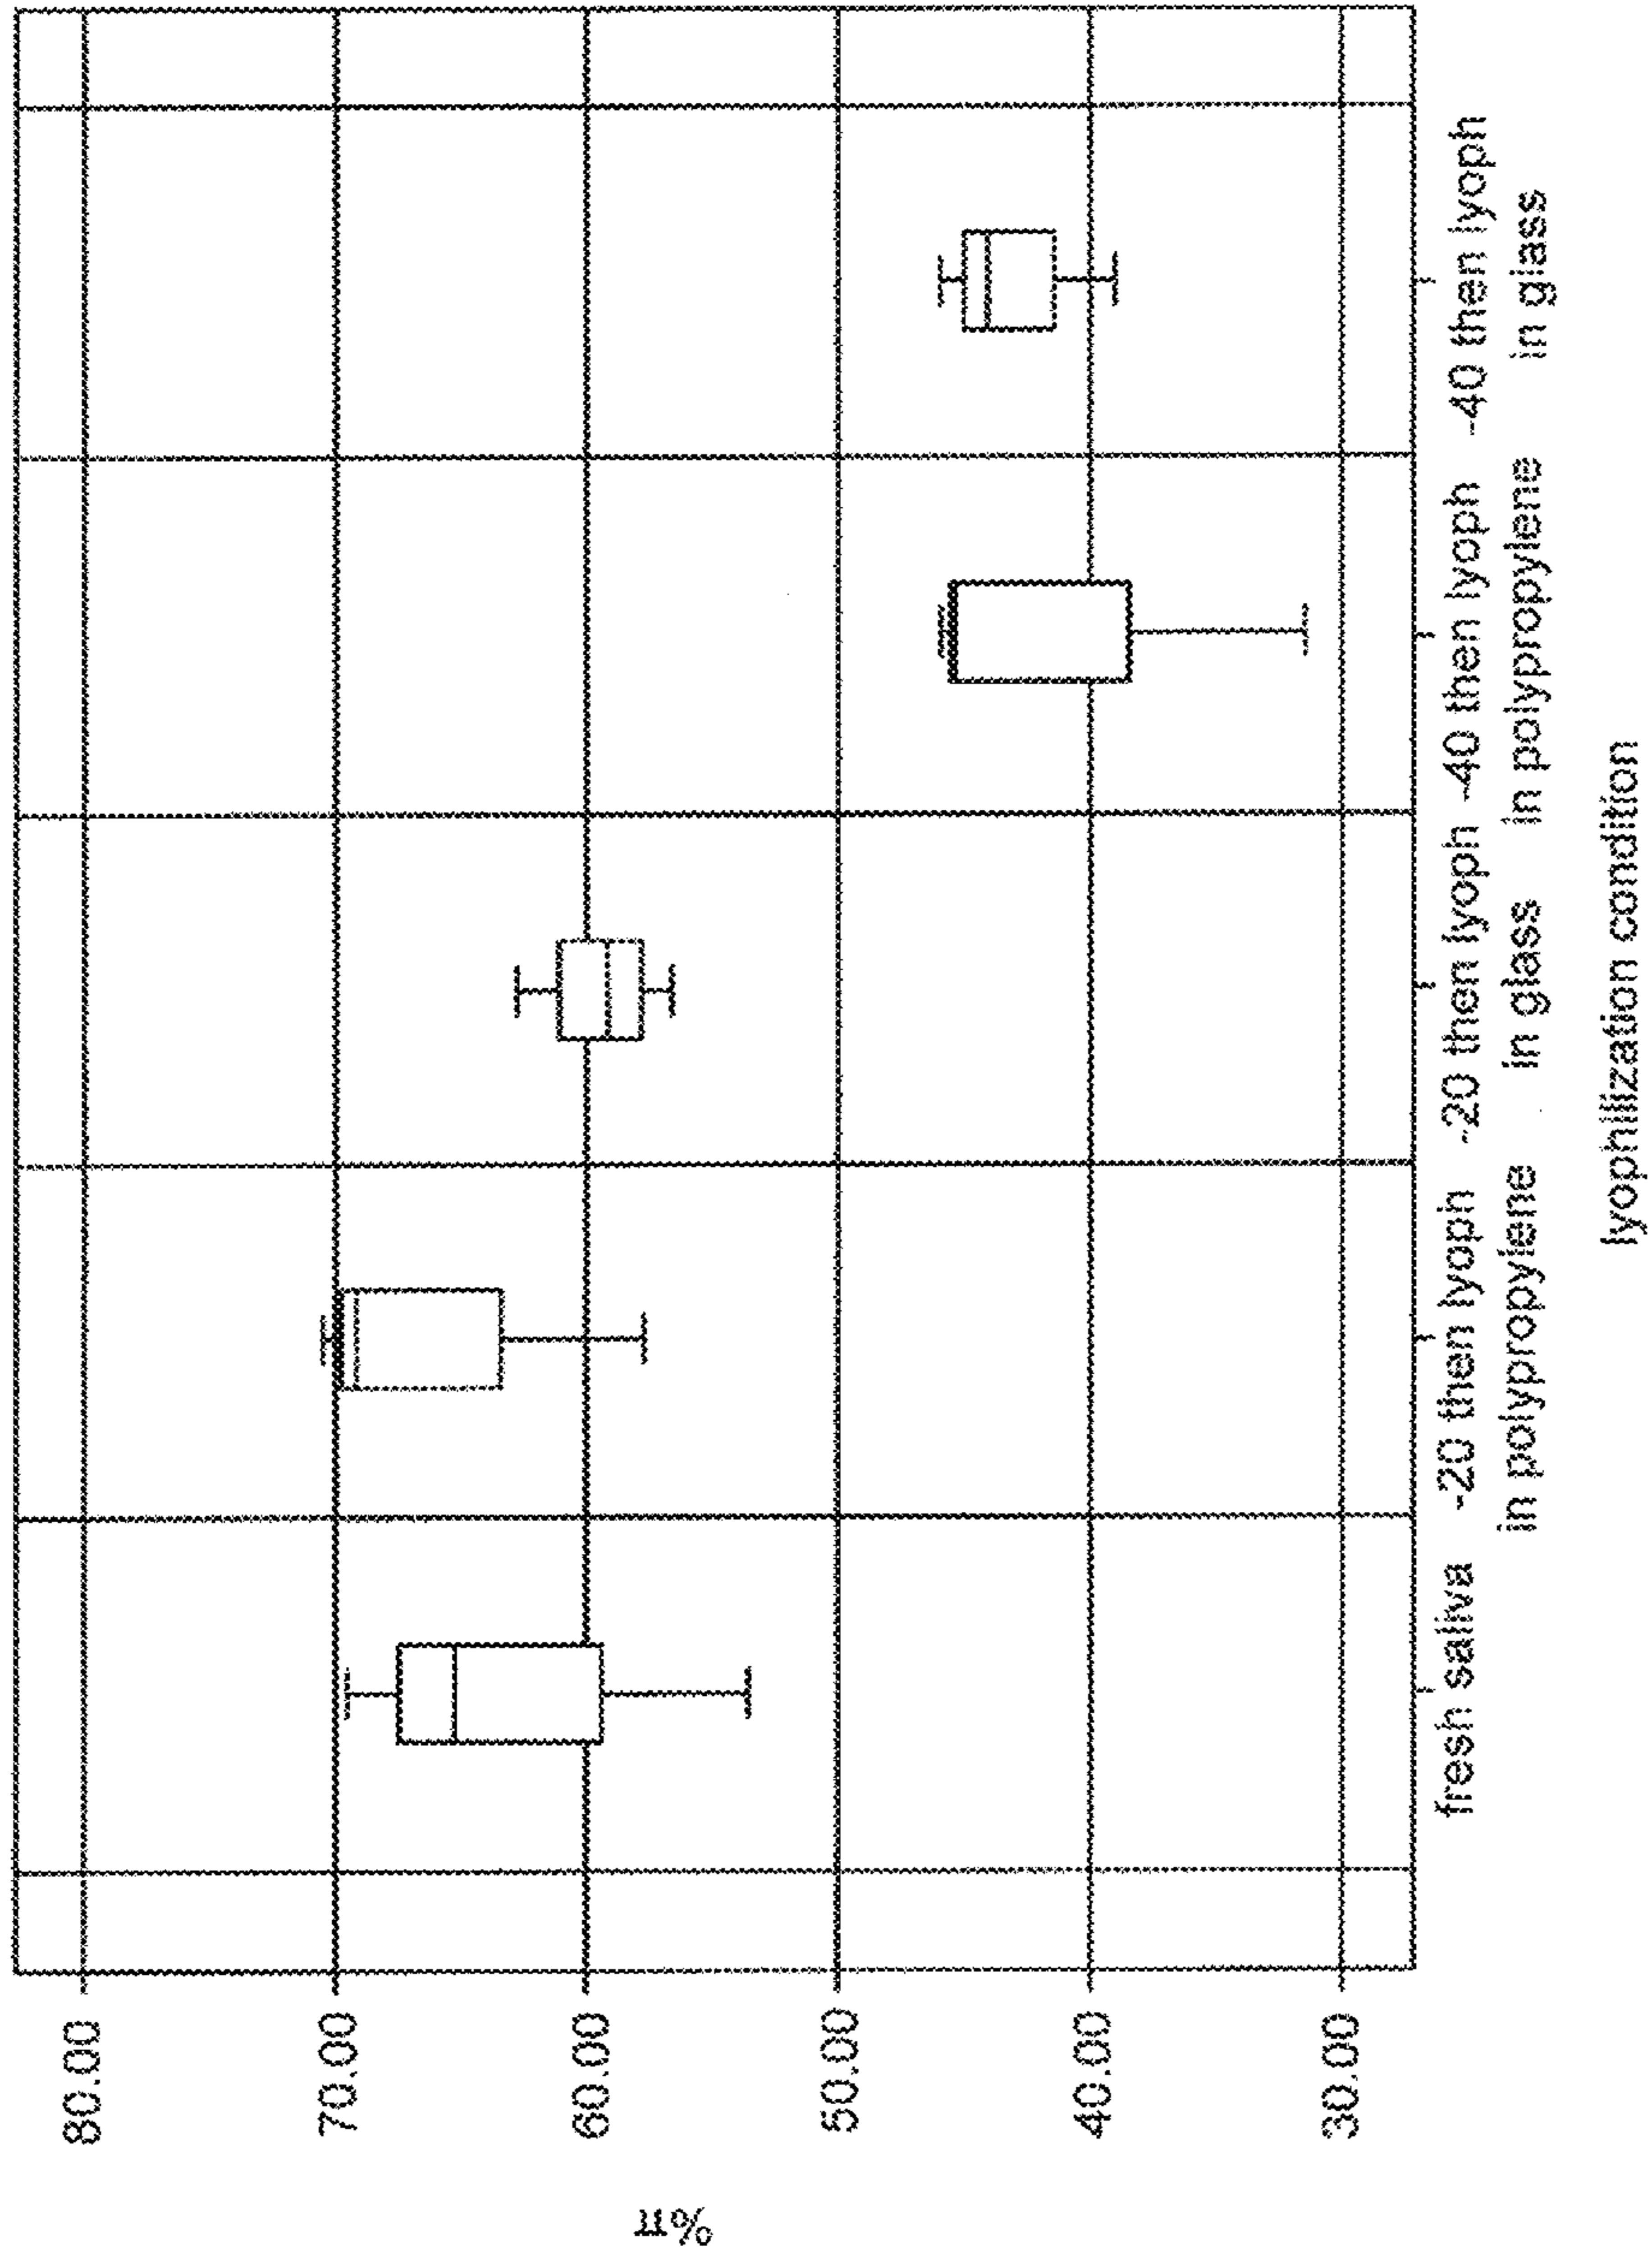 %π
80.00
70.00
60.00
50.00
40.00
30.00
fresh saliva -20 then lyoph -20 then lyoph -40 then lyoph -40 then lyoph
in polypropylene in glass in polypropylene in glass
lyophilization condition